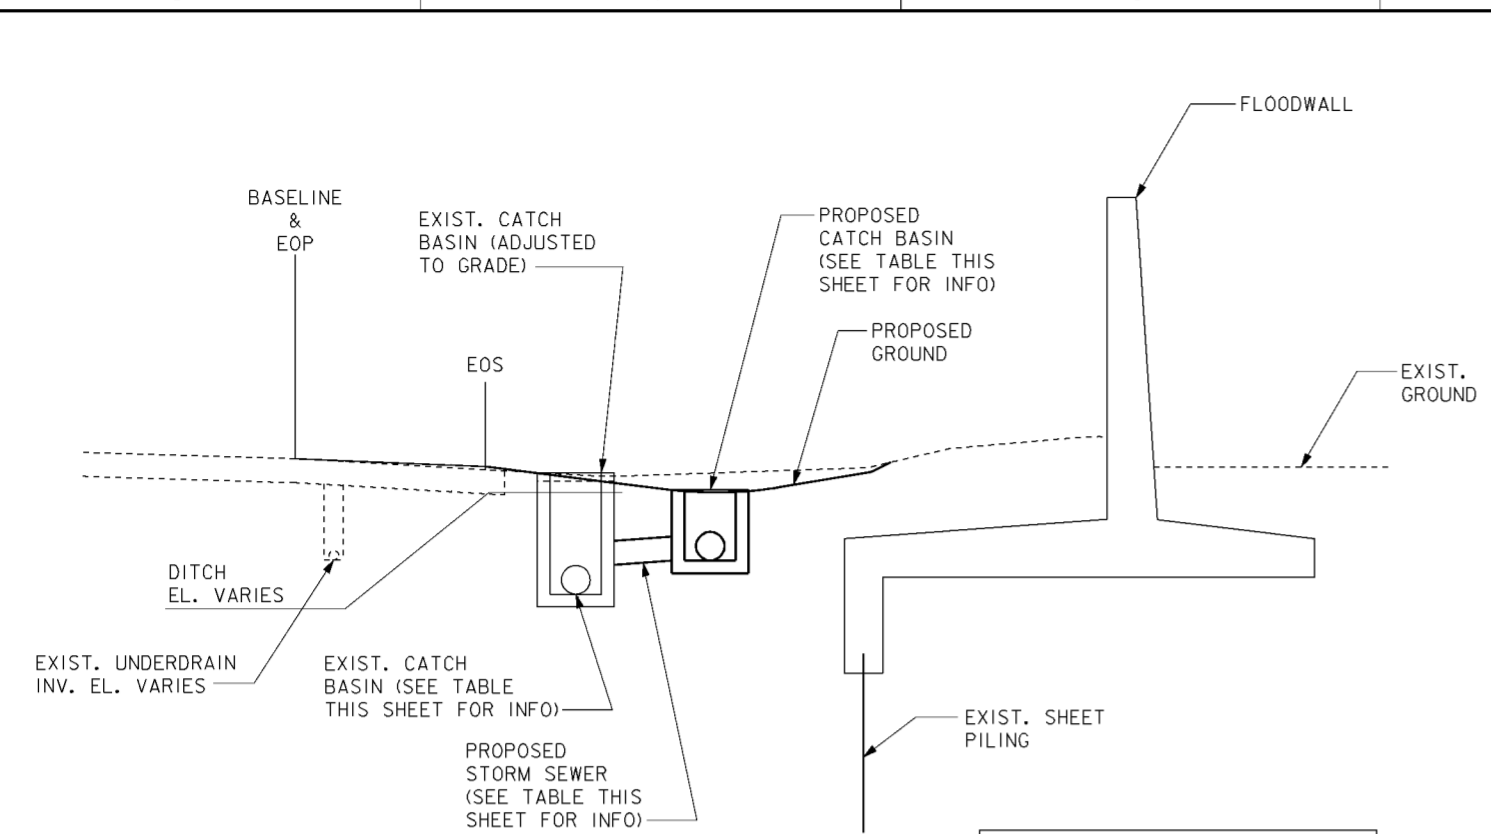 FLOODWALL
BASELINE
&
EOP
EXIST. CATCH
BASIN (ADJUSTED
TO GRADE)
PROPOSED
CATCH BASIN
(SEE TABLE THIS
SHEET FOR INFO)
PROPOSED
GROUND
EOS
EXIST.
GROUND
DITCH
EL. VARIES
EXIST. UNDERDRAIN
INV. EL. VARIES
EXIST. CATCH
BASIN (SEE TABLE
THIS SHEET FOR INFO)
EXIST. SHEET
PILING
PROPOSED
STORM SEWER
(SEE TABLE THIS
SHEET FOR INFO)